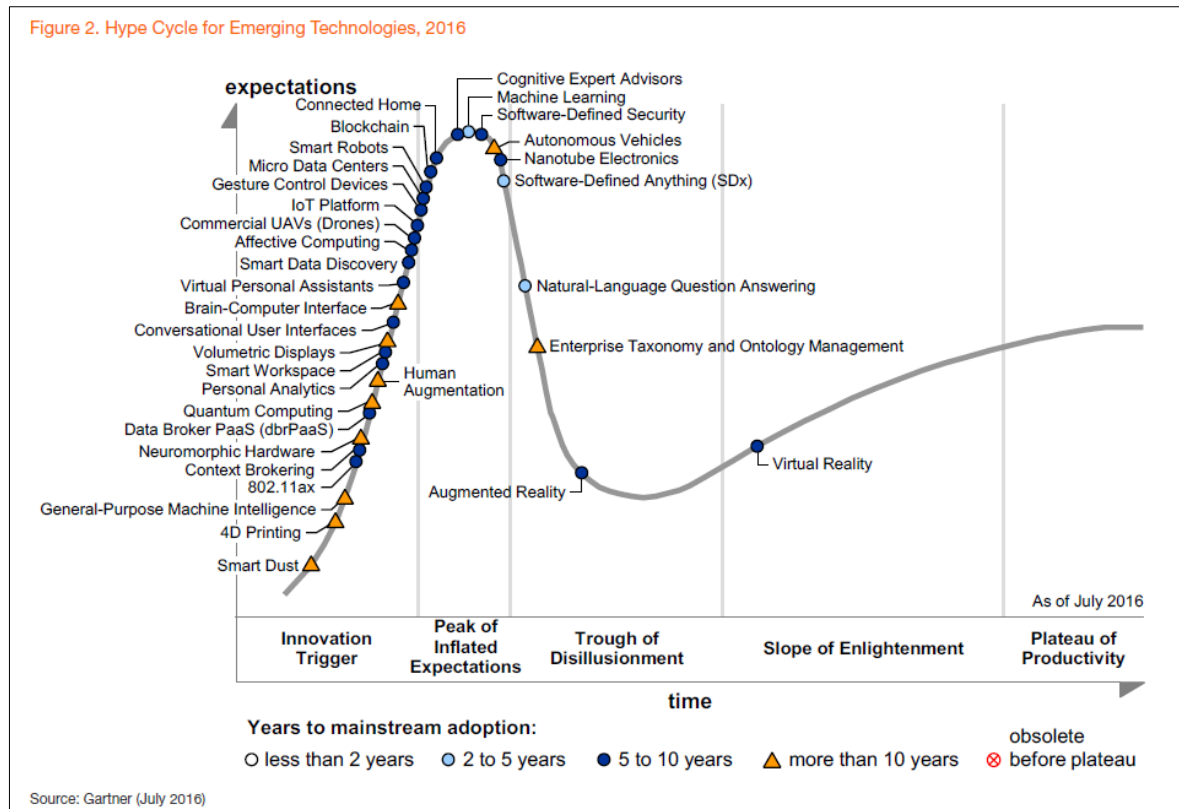 Figure 2. Hype Cycle for Emerging Technologies, 2016
expectations
Cognitive Expert Advisors
Machine Learning
Software-Defined Security
Autonomous Vehicles
Nanotube Electronics
Software-Defined Anything (SDx)
Connected Home
Blockchain
Smart Robots
Micro Data Centers
Gesture Control Devices
IoT Platform
Commercial UAVs (Drones)
Affective Computing
Smart Data Discovery
Virtual Personal Assistants
Brain-Computer Interface
Conversational User Interfaces
Volumetric Displays
Smart Workspace
Personal Analytics
Human
Augmentation
Quantum Computing
Data Broker PaaS (dbrPaaS)
Neuromorphic Hardware
Context Brokering
802.11ax
General-Purpose Machine Intelligence
4D Printing
Smart Dust
Natural-Language Question Answering
Enterprise Taxonomy and Ontology Management
Augmented Reality
Virtual Reality
As of July 2016
Innovation
Trigger
Peak of
Inflated
Expectations
Trough of
Disillusionment
Slope of Enlightenment
Plateau of
Productivity
time
Years to mainstream adoption:
less than 2 years
2 to 5 years
5 to 10 years
more than 10 years
obsolete
before plateau
Source: Gartner (July 2016)